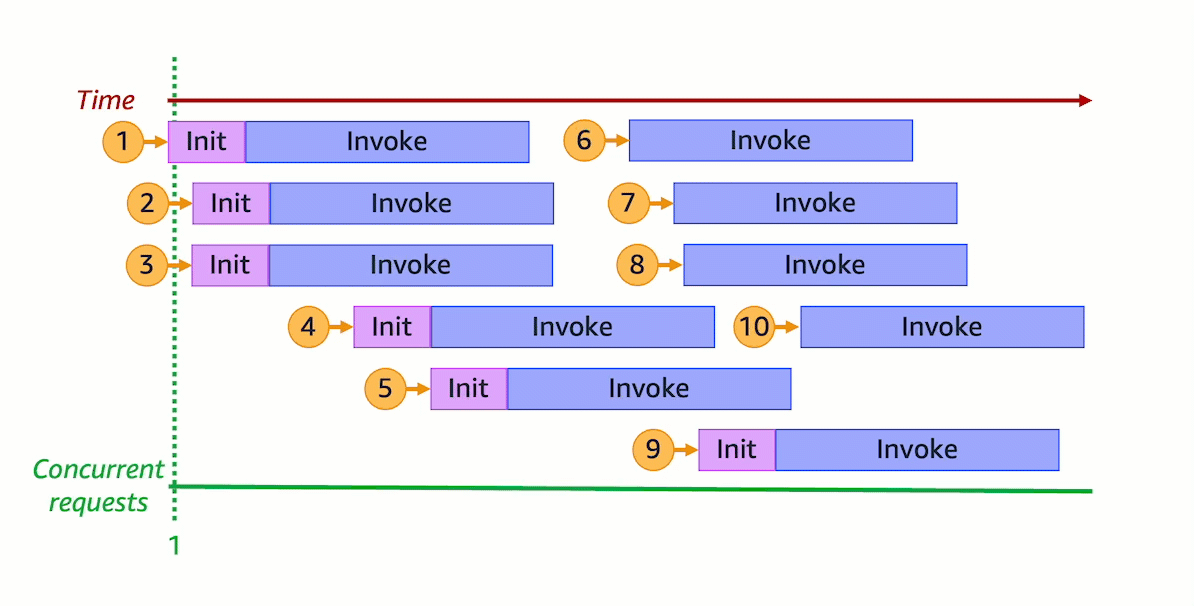 Time
1 Init Invoke 6 Invoke
2 Init Invoke 7 Invoke
3 Init Invoke 8 Invoke
4 Init Invoke 10 Invoke
5 Init Invoke
9 Init Invoke
Concurrent
requests
1